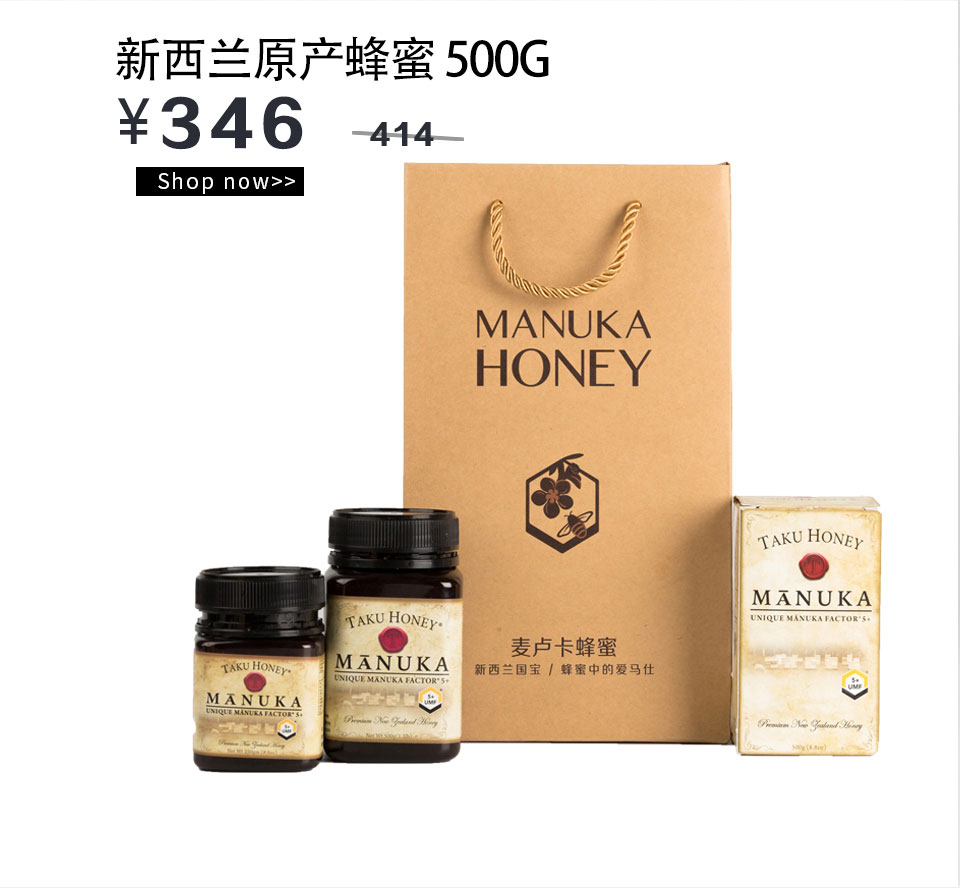 新西兰原产蜂蜜 500G
¥346 414
Shop now>>
MANUKA
HONEY
麦卢卡蜂蜜
新西兰国宝 / 蜂蜜中的爱马仕
TAKU HONEY®
MĀNUKA
UNIQUE MĀNUKA FACTOR® 5+
5+
UMF
Premium New Zealand Honey
TAKU HONEY®
MĀNUKA
UNIQUE MĀNUKA FACTOR® 5+
5+
UMF
Premium New Zealand Honey
TAKU HONEY
MĀNUKA
UNIQUE MĀNUKA FACTOR® 5+
5+
UMF
Premium New Zealand Honey